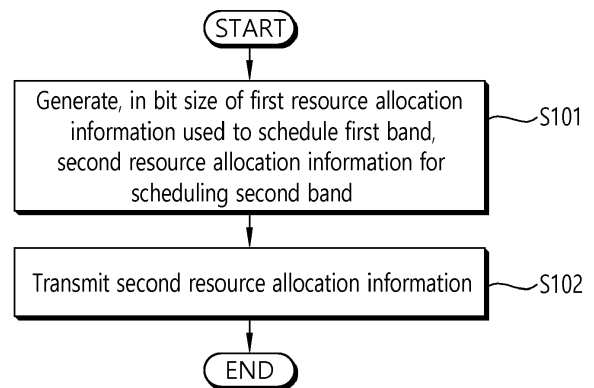 START
Generate, in bit size of first resource allocation
information used to schedule first band,
second resource allocation information for
scheduling second band
S101
Transmit second resource allocation information
S102
END